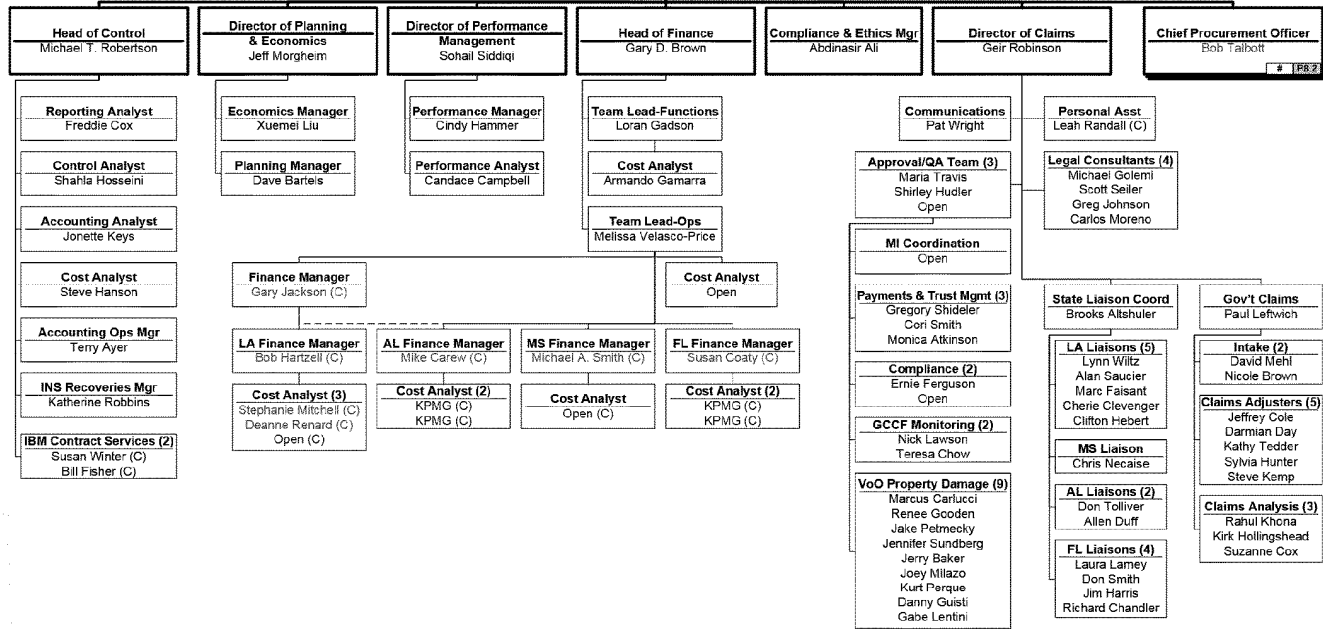 Head of Control
Michael T. Robertson
Director of Planning
& Economics
Jeff Morgheim
Director of Performance
Management
Sohail Siddiqi
Head of Finance
Gary D. Brown
Compliance & Ethics Mgr
Abdinasir Ali
Director of Claims
Geir Robinson
Chief Procurement Officer
Bob Talbott
# P8.2
Reporting Analyst
Freddie Cox
Control Analyst
Shahla Hosseini
Accounting Analyst
Jonette Keys
Cost Analyst
Steve Hanson
Accounting Ops Mgr
Terry Ayer
INS Recoveries Mgr
Katherine Robbins
IBM Contract Services (2)
Susan Winter (C)
Bill Fisher (C)
Economics Manager
Xuemei Liu
Planning Manager
Dave Bartels
Performance Manager
Cindy Hammer
Performance Analyst
Candace Campbell
Team Lead-Functions
Loran Gadson
Cost Analyst
Armando Gamarra
Team Lead-Ops
Melissa Velasco-Price
Finance Manager
Gary Jackson (C)
Cost Analyst
Open
LA Finance Manager
Bob Hartzell (C)
AL Finance Manager
Mike Carew (C)
MS Finance Manager
Michael A. Smith (C)
FL Finance Manager
Susan Coaty (C)
Cost Analyst (3)
Stephanie Mitchell (C)
Deanne Renard (C)
Open (C)
Cost Analyst (2)
KPMG (C)
KPMG (C)
Cost Analyst
Open (C)
Cost Analyst (2)
KPMG (C)
KPMG (C)
Communications
Pat Wright
Personal Asst
Leah Randall (C)
Approval/QA Team (3)
Maria Travis
Shirley Hudler
Open
Legal Consultants (4)
Michael Golemi
Scott Seiler
Greg Johnson
Carlos Moreno
MI Coordination
Open
Payments & Trust Mgmt (3)
Gregory Shideler
Cori Smith
Monica Atkinson
Compliance (2)
Ernie Ferguson
Open
GCCF Monitoring (2)
Nick Lawson
Teresa Chow
VoO Property Damage (9)
Marcus Carlucci
Renee Gooden
Jake Petmecky
Jennifer Sundberg
Jerry Baker
Joey Milazo
Kurt Perque
Danny Guisti
Gabe Lentini
State Liaison Coord
Brooks Altshuler
LA Liaisons (5)
Lynn Wiltz
Alan Saucier
Marc Faisant
Cherie Clevenger
Clifton Hebert
MS Liaison
Chris Necaise
AL Liaisons (2)
Don Tolliver
Allen Duff
FL Liaisons (4)
Laura Lamey
Don Smith
Jim Harris
Richard Chandler
Gov't Claims
Paul Leftwich
Intake (2)
David Mehl
Nicole Brown
Claims Adjusters (5)
Jeffrey Cole
Darmian Day
Kathy Tedder
Sylvia Hunter
Steve Kemp
Claims Analysis (3)
Rahul Khona
Kirk Hollingshead
Suzanne Cox